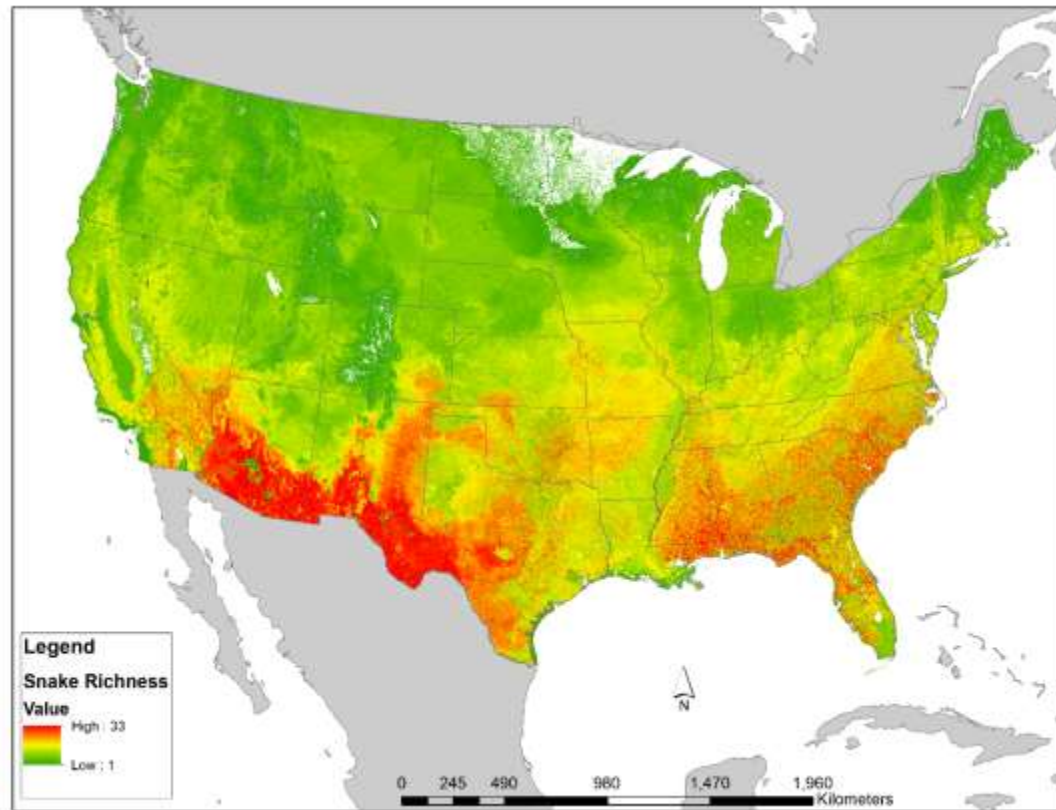 Legend
Snake Richness
Value
High : 33
Low : 1
N
0 245 490 980 1,470 1,960
Kilometers